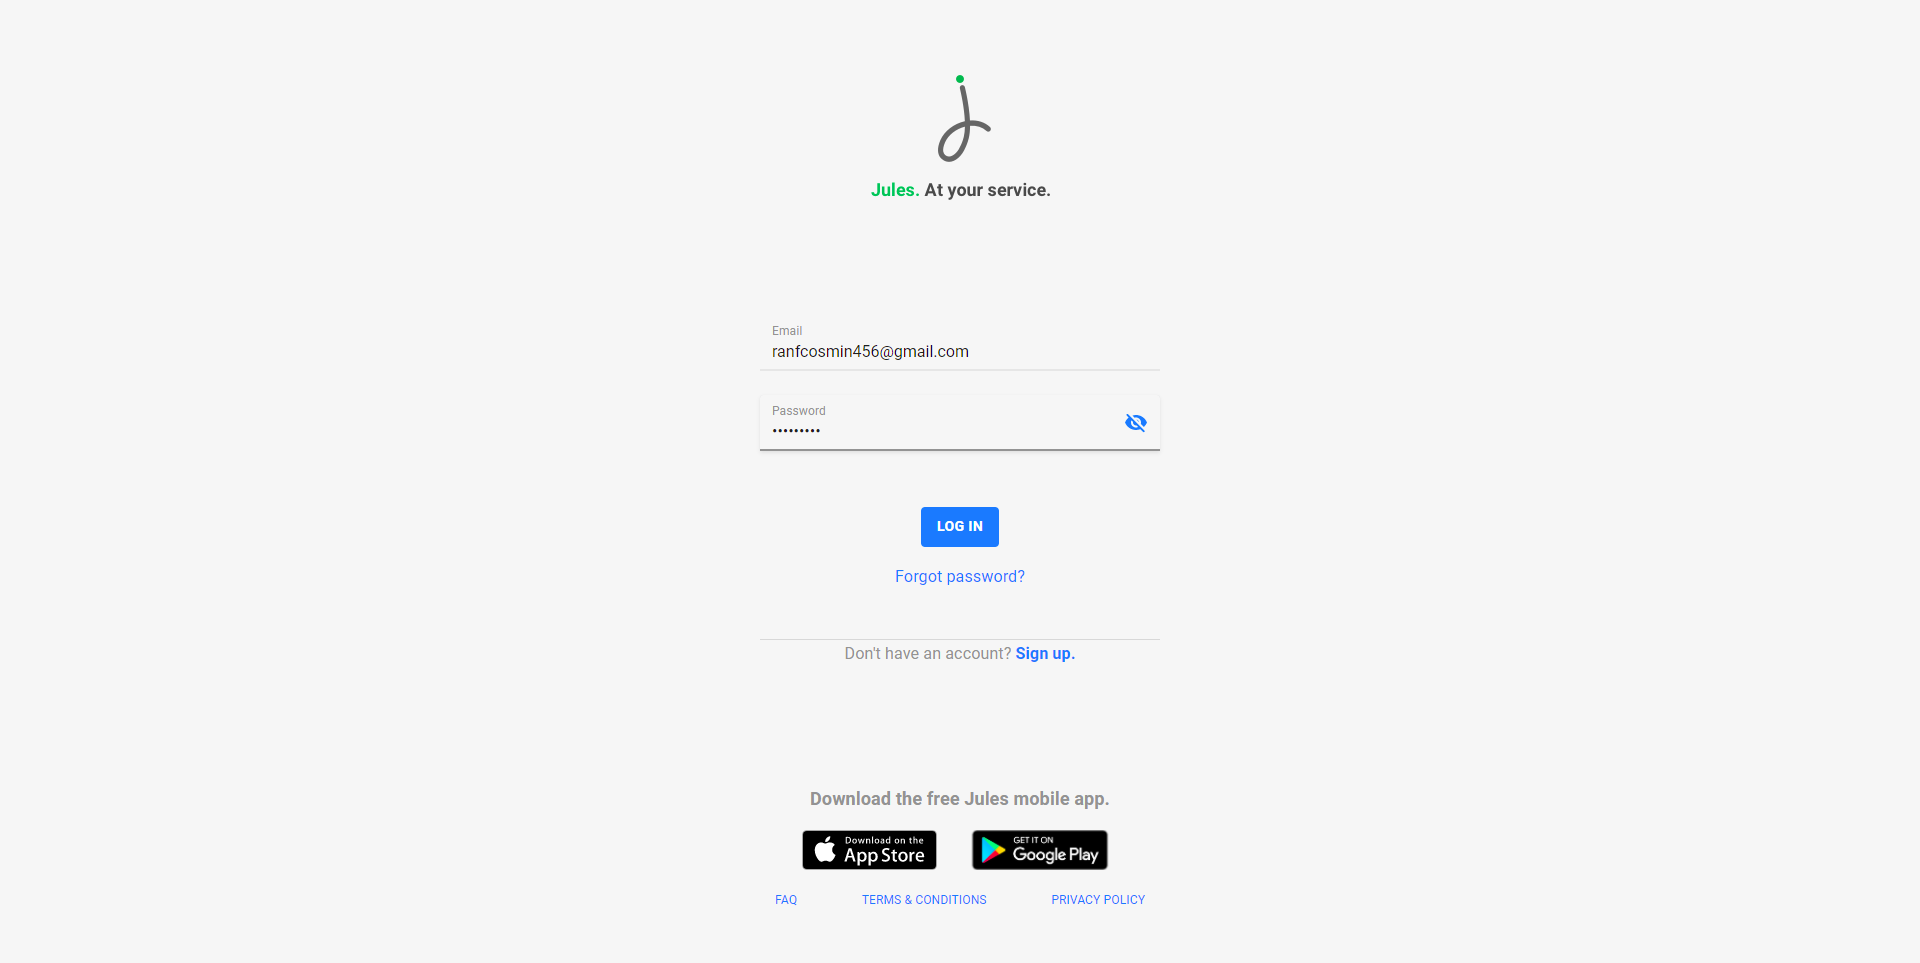 Jules. At your service.
Email
ranfcosmin456@gmail.com
Password
•••••••••
LOG IN
Forgot password?
Don't have an account? Sign up.
Download the free Jules mobile app.
Download on the
App Store
GET IT ON
Google Play
FAQ
TERMS & CONDITIONS
PRIVACY POLICY